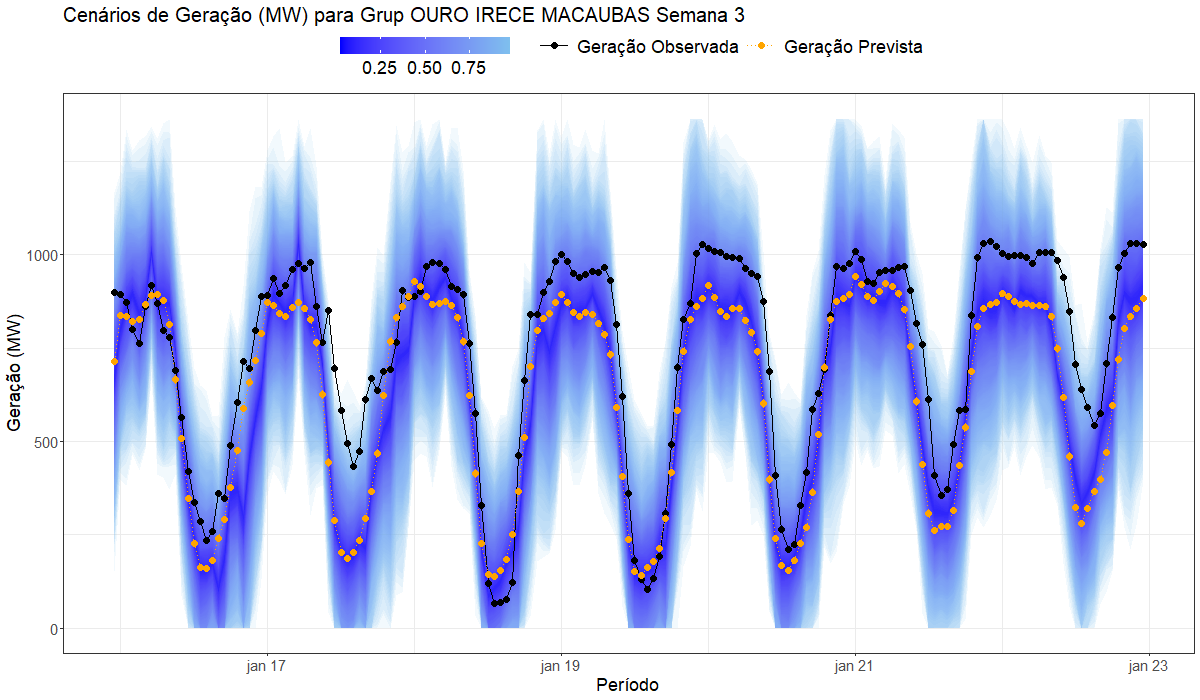 Cenários de Geração (MW) para Grup OURO IRECE MACAUBAS Semana 3
0.25 0.50 0.75 Geração Observada Geração Prevista
Geração (MW)
1000
500
0
jan 17 jan 19 jan 21 jan 23
Período